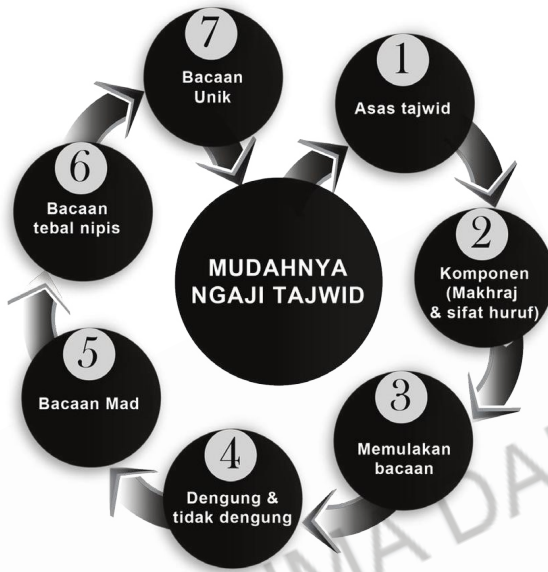 MUDAHNYA
NGAJI TAJWID
1
Asas tajwid
2
Komponen
(Makhraj
& sifat huruf)
3
Memulakan
bacaan
4
Dengung &
tidak dengung
5
Bacaan Mad
6
Bacaan
tebal nipis
7
Bacaan
Unik